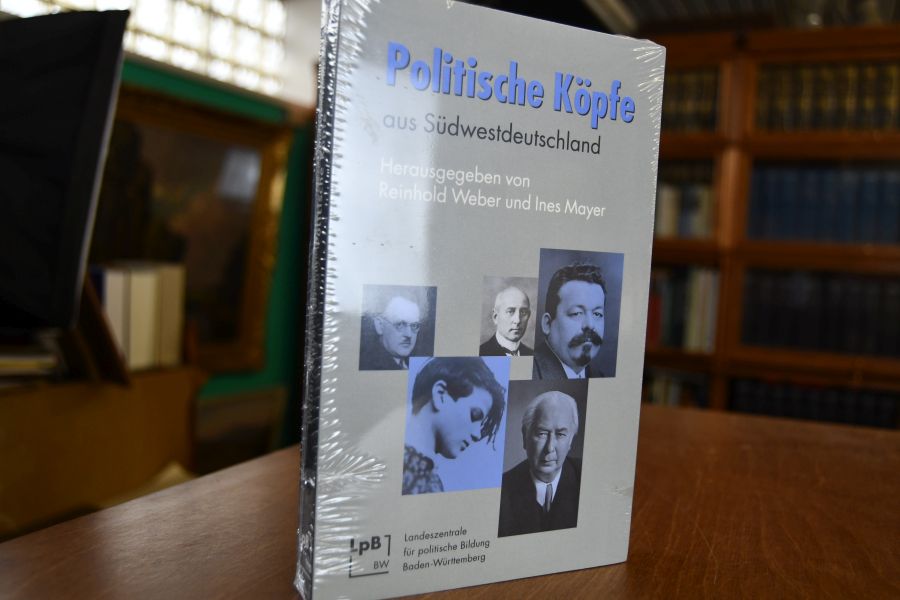 Politische Köpfe
aus Südwestdeutschland
Herausgegeben von
Reinhold Weber und Ines Mayer
LpB
BW
Landeszentrale
für politische Bildung
Baden-Württemberg